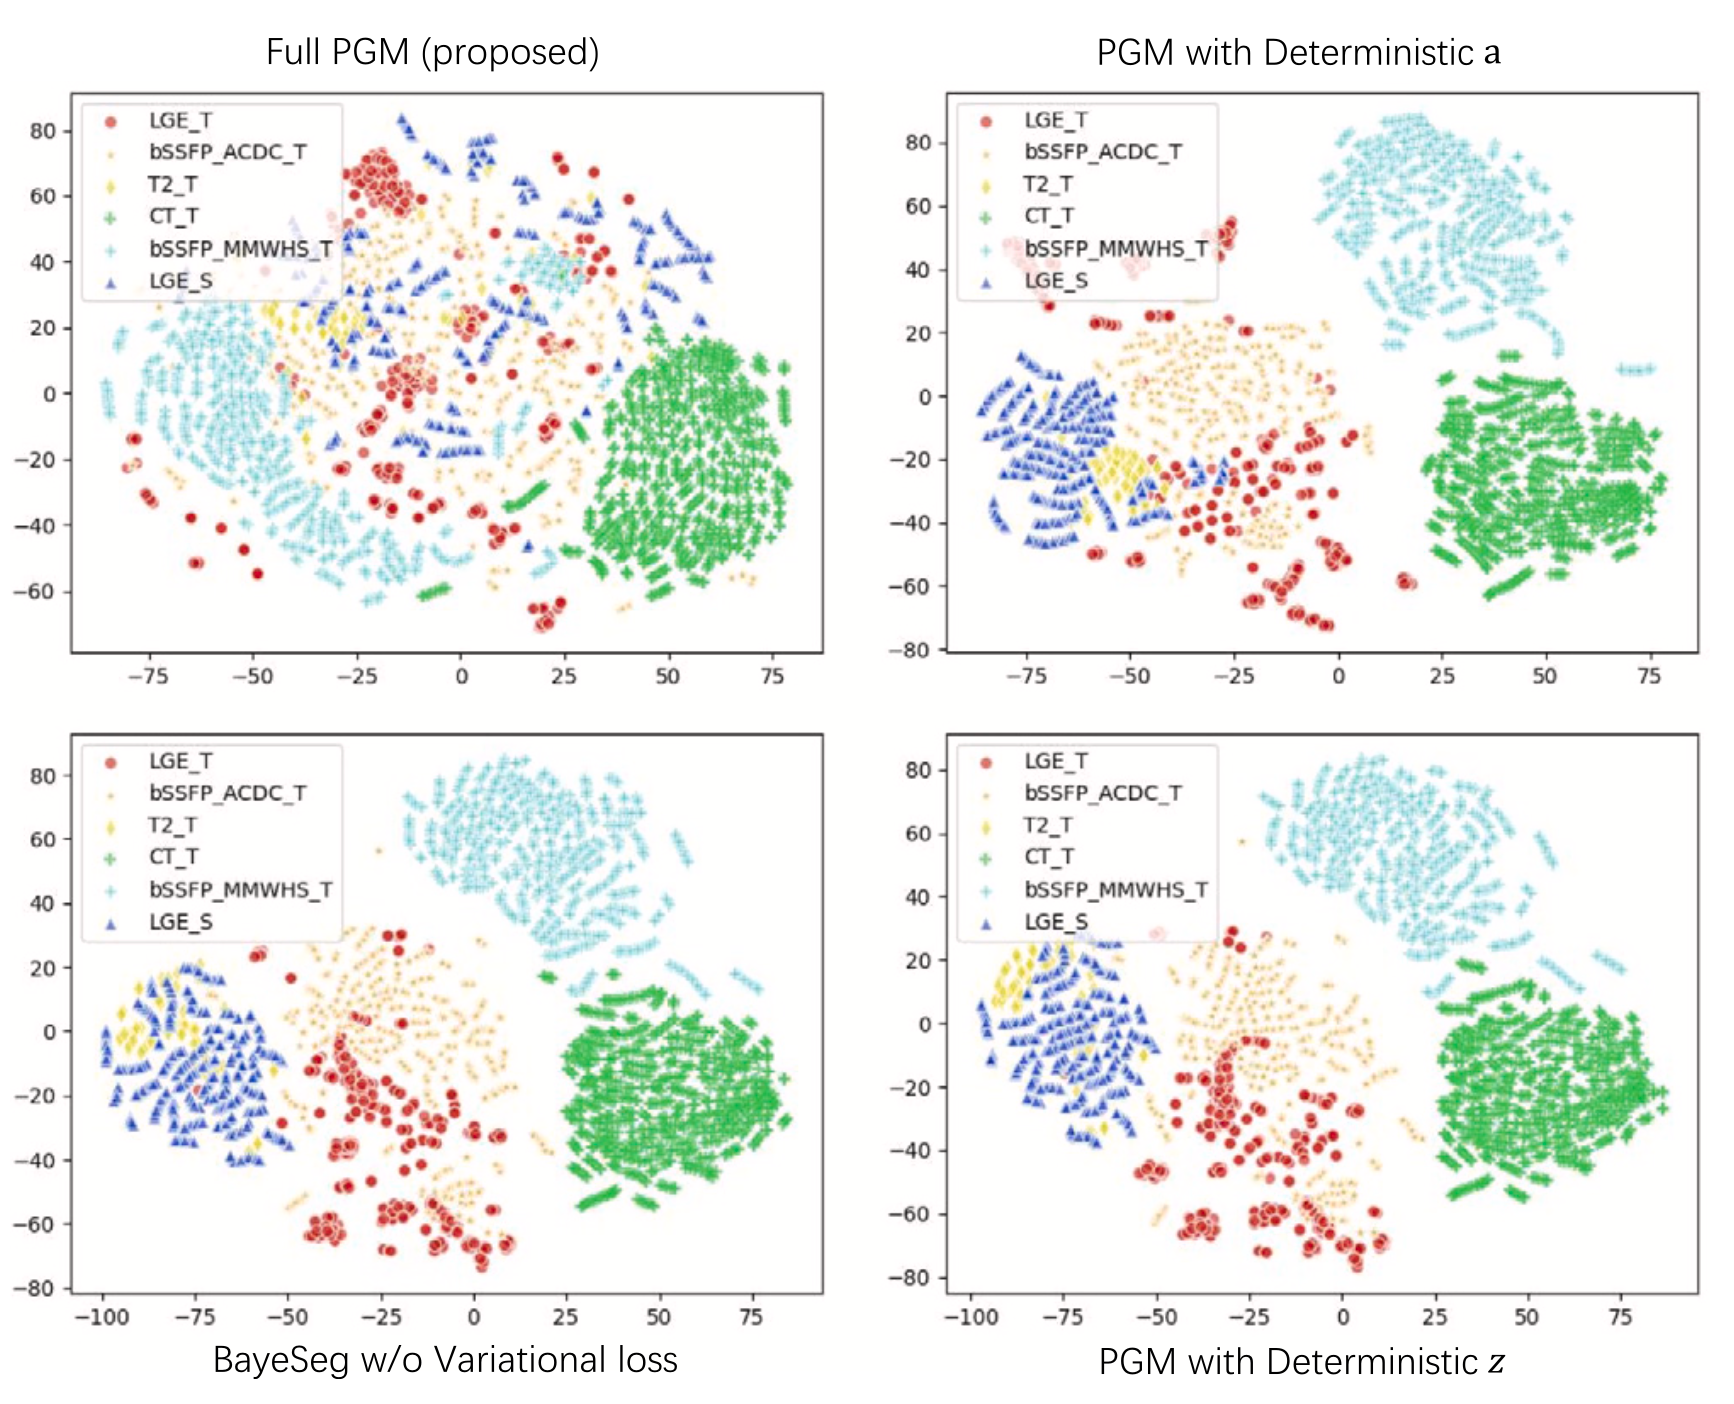 Full PGM (proposed)
PGM with Deterministic a
LGE_T
bSSFP_ACDC_T
T2_T
CT_T
bSSFP_MMWHS_T
LGE_S
80
60
40
20
0
−20
−40
−60
−75 −50 −25 0 25 50 75
LGE_T
bSSFP_ACDC_T
T2_T
CT_T
bSSFP_MMWHS_T
LGE_S
80
60
40
20
0
−20
−40
−60
−80
−75 −50 −25 0 25 50 75
LGE_T
bSSFP_ACDC_T
T2_T
CT_T
bSSFP_MMWHS_T
LGE_S
80
60
40
20
0
−20
−40
−60
−80
−100 −75 −50 −25 0 25 50 75
LGE_T
bSSFP_ACDC_T
T2_T
CT_T
bSSFP_MMWHS_T
LGE_S
80
60
40
20
0
−20
−40
−60
−80
−100 −75 −50 −25 0 25 50 75
BayeSeg w/o Variational loss
PGM with Deterministic z